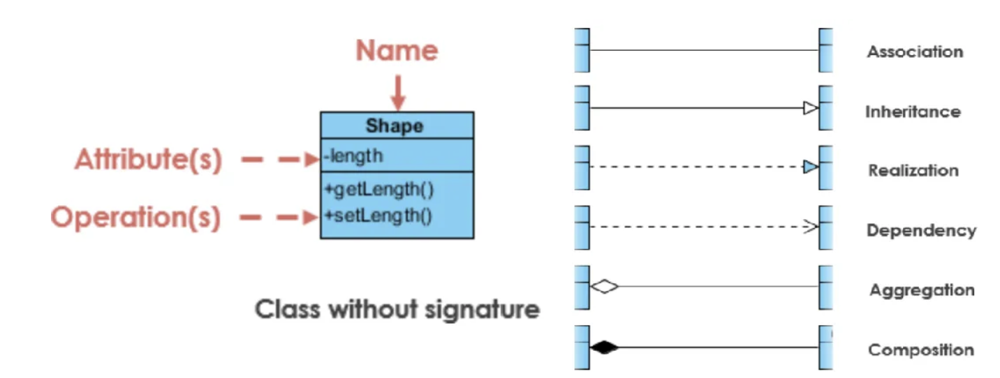 Name
Shape
Attribute(s)
-length
+getLength()
Operation(s)
+setLength()
Class without signature
Association
Inheritance
Realization
Dependency
Aggregation
Composition